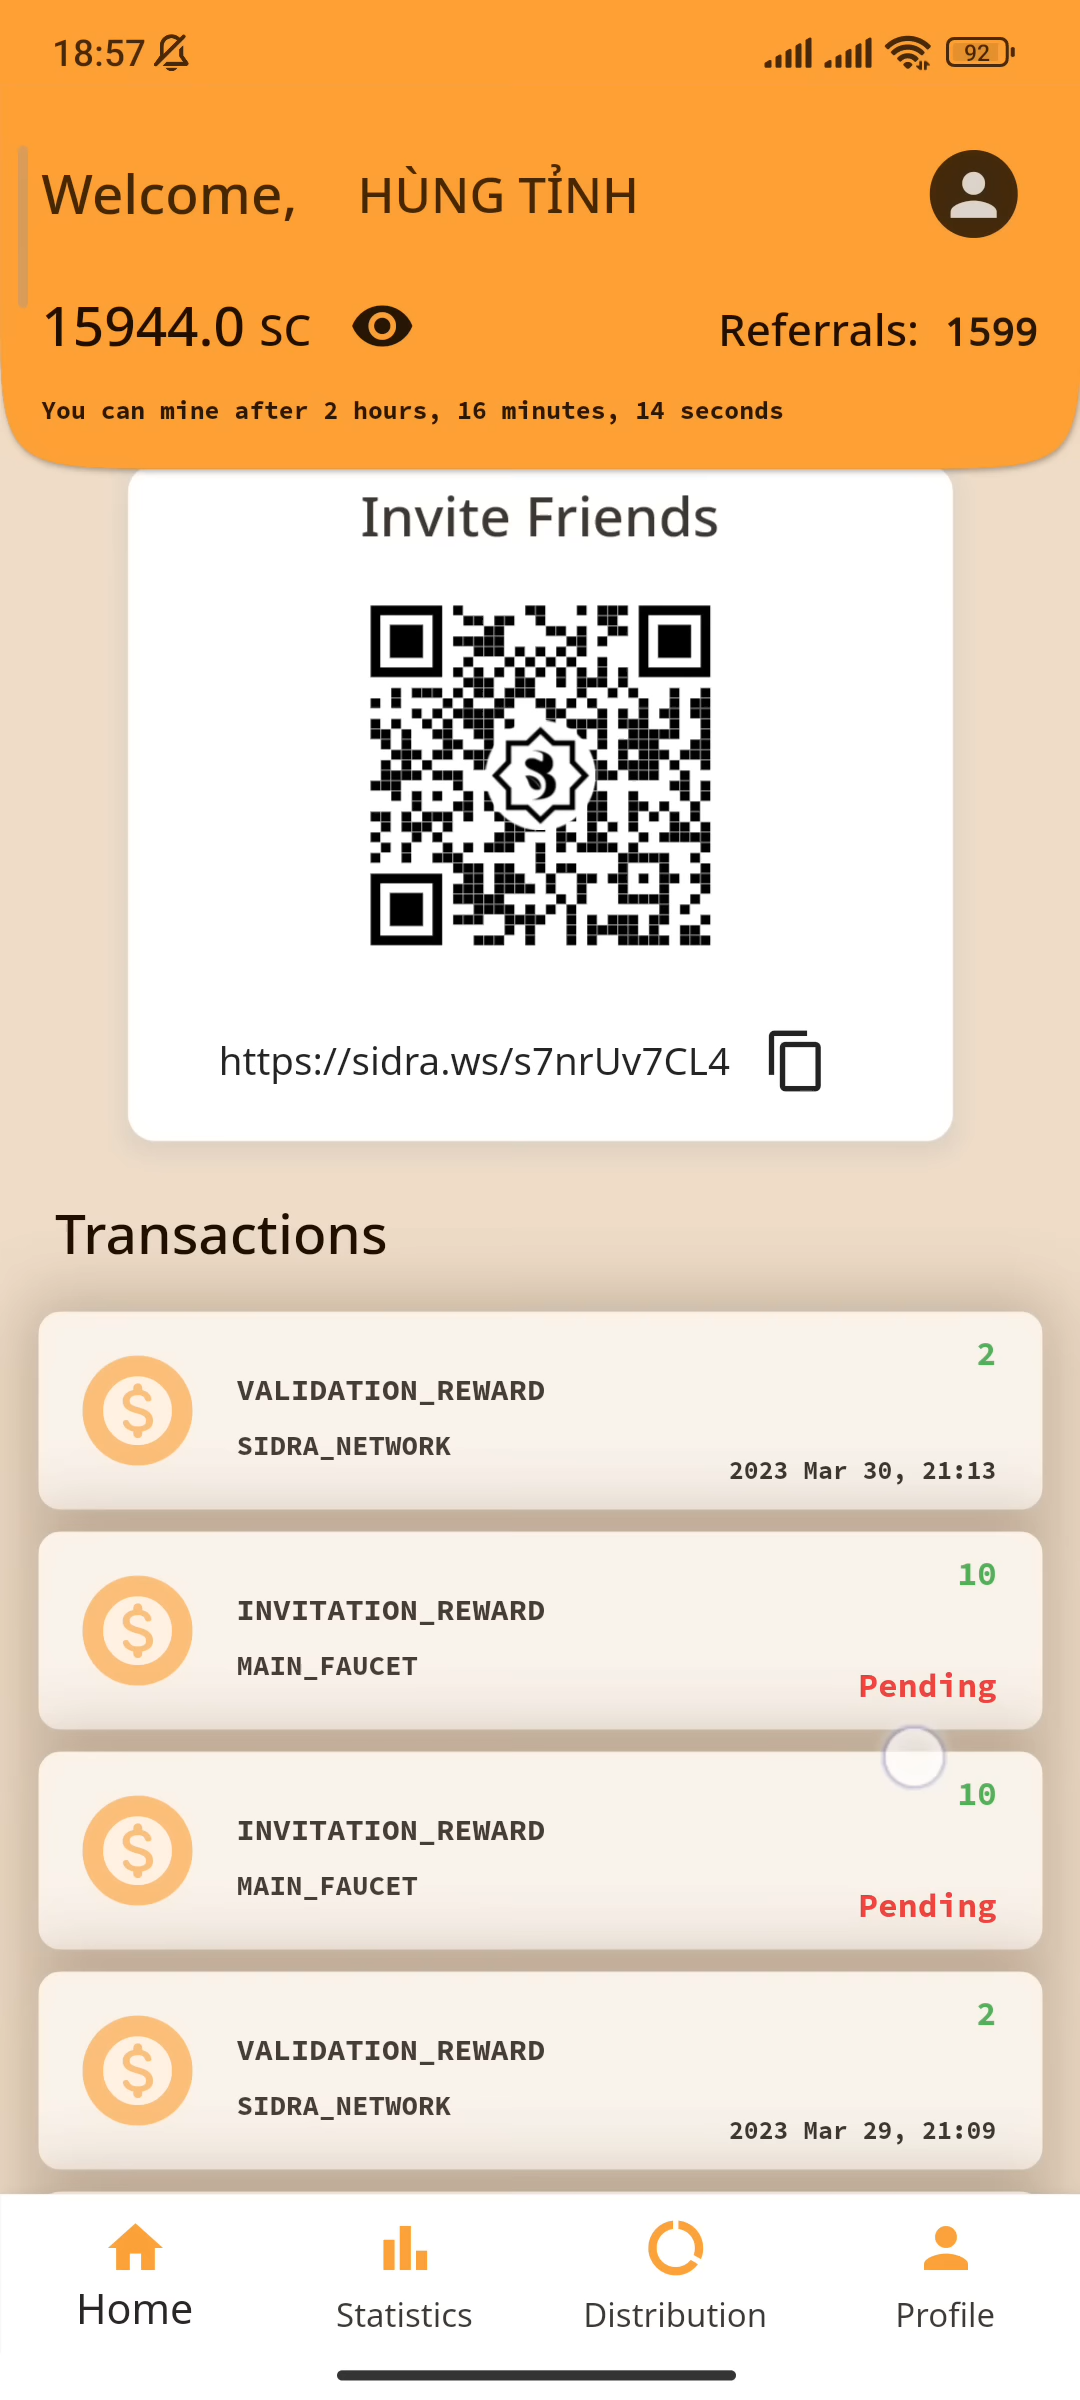 18:57
92
Welcome, HÙNG TỈNH
15944.0 SC
Referrals: 1599
You can mine after 2 hours, 16 minutes, 14 seconds
Invite Friends
https://sidra.ws/s7nrUv7CL4
Transactions
2
VALIDATION_REWARD
SIDRA_NETWORK
2023 Mar 30, 21:13
10
INVITATION_REWARD
MAIN_FAUCET
Pending
10
INVITATION_REWARD
MAIN_FAUCET
Pending
2
VALIDATION_REWARD
SIDRA_NETWORK
2023 Mar 29, 21:09
Home
Statistics
Distribution
Profile